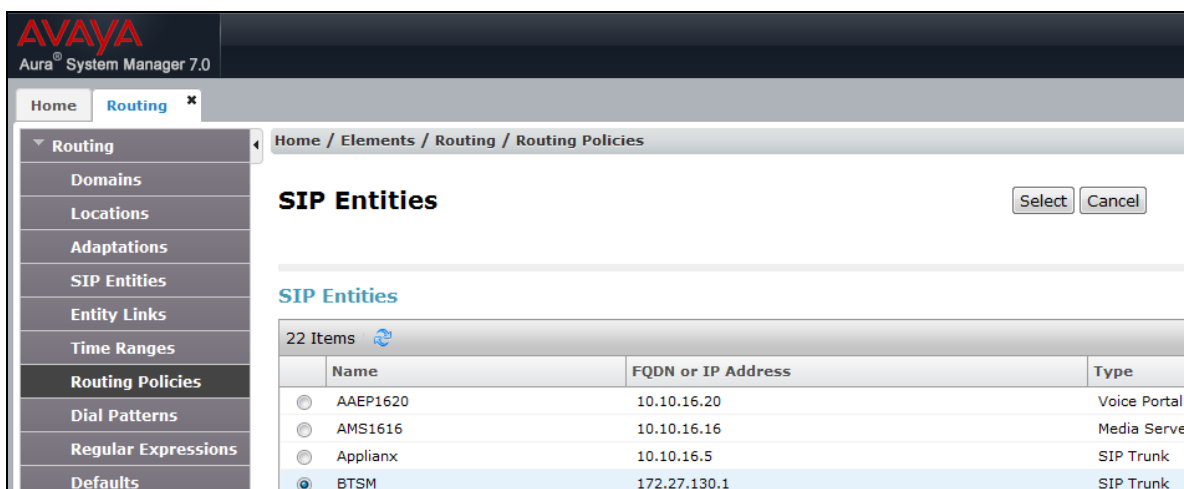 AVAYA
Aura® System Manager 7.0
Home
Routing ×
Routing
Domains
Locations
Adaptations
SIP Entities
Entity Links
Time Ranges
Routing Policies
Dial Patterns
Regular Expressions
Defaults
Home / Elements / Routing / Routing Policies
SIP Entities
Select Cancel
SIP Entities
22 Items
Name FQDN or IP Address Type
AAEP1620 10.10.16.20 Voice Portal
AMS1616 10.10.16.16 Media Serve
Applianx 10.10.16.5 SIP Trunk
BTSM 172.27.130.1 SIP Trunk